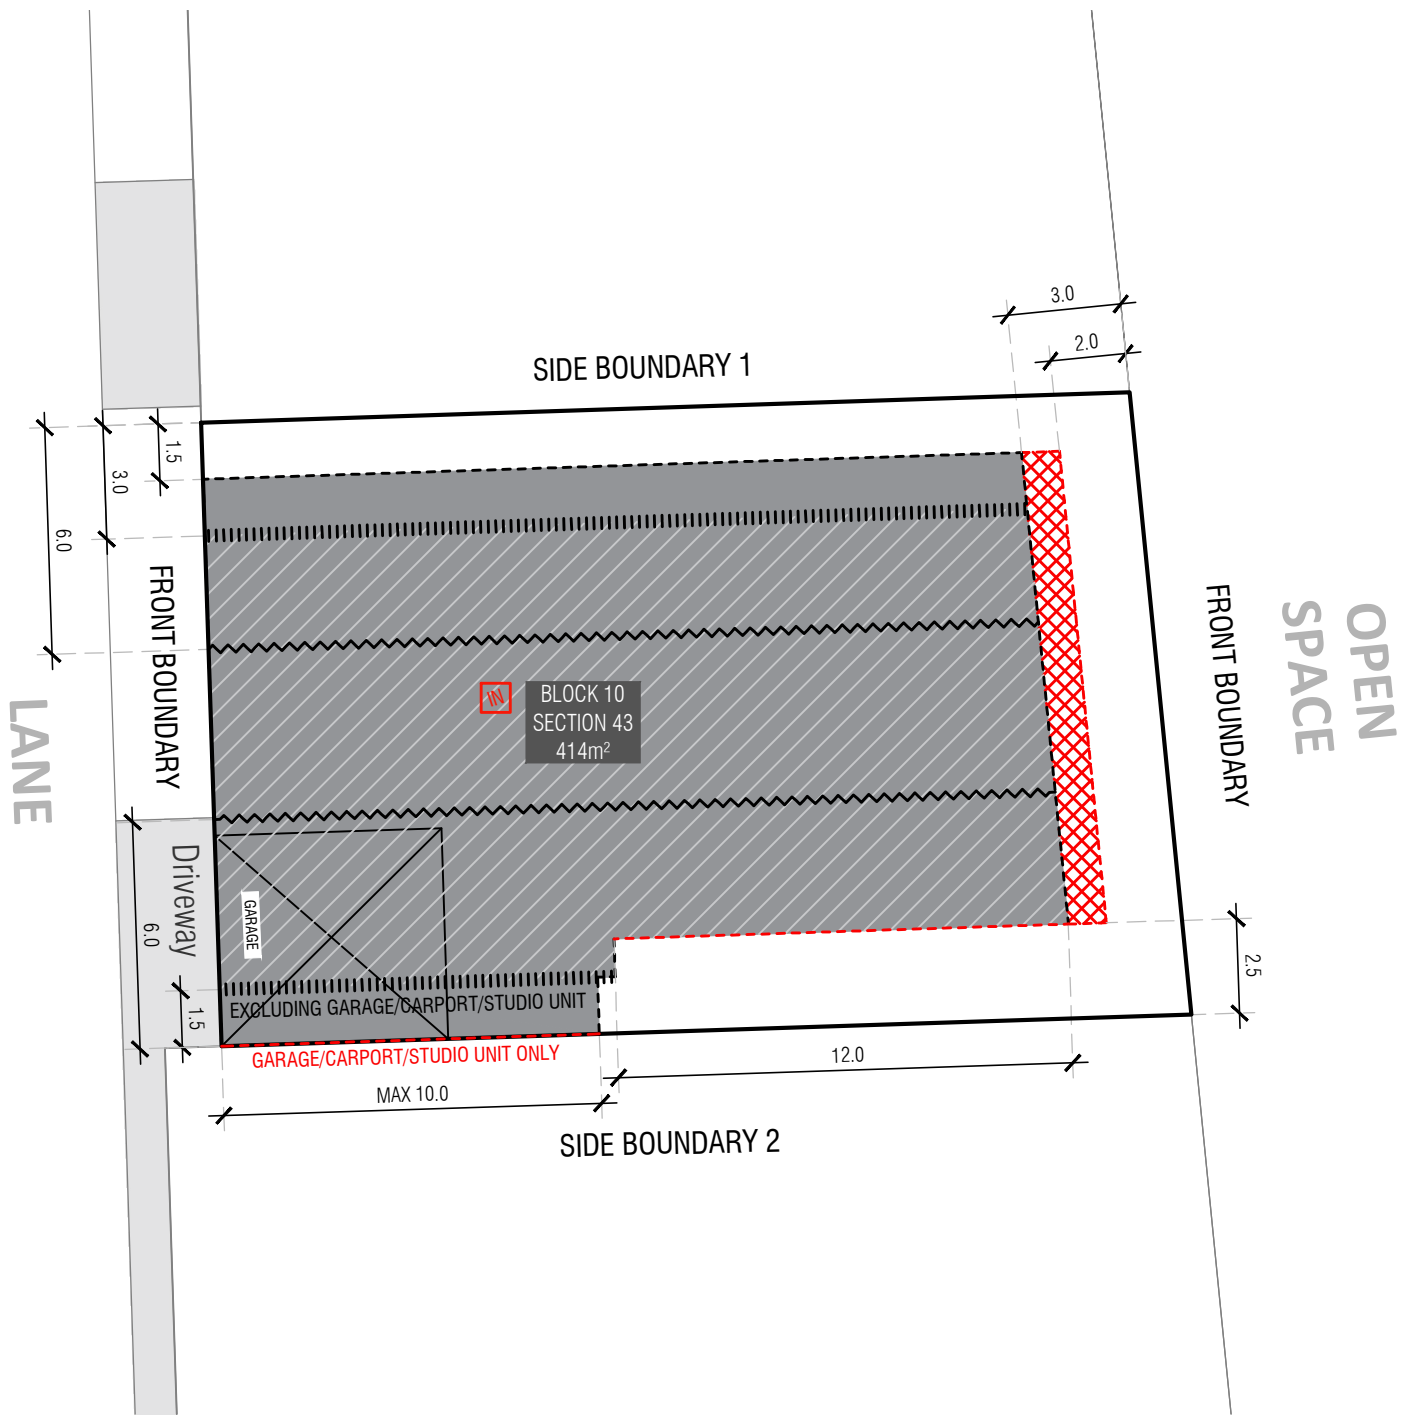 3.0
2.0
SIDE BOUNDARY 1
1.5
3.0
6.0
FRONT BOUNDARY
LANE
IN
BLOCK 10
SECTION 43
414m²
FRONT BOUNDARY
OPEN
SPACE
Driveway
6.0
1.5
GARAGE
EXCLUDING GARAGE/CARPORT/STUDIO UNIT
GARAGE/CARPORT/STUDIO UNIT ONLY
2.5
12.0
MAX 10.0
SIDE BOUNDARY 2